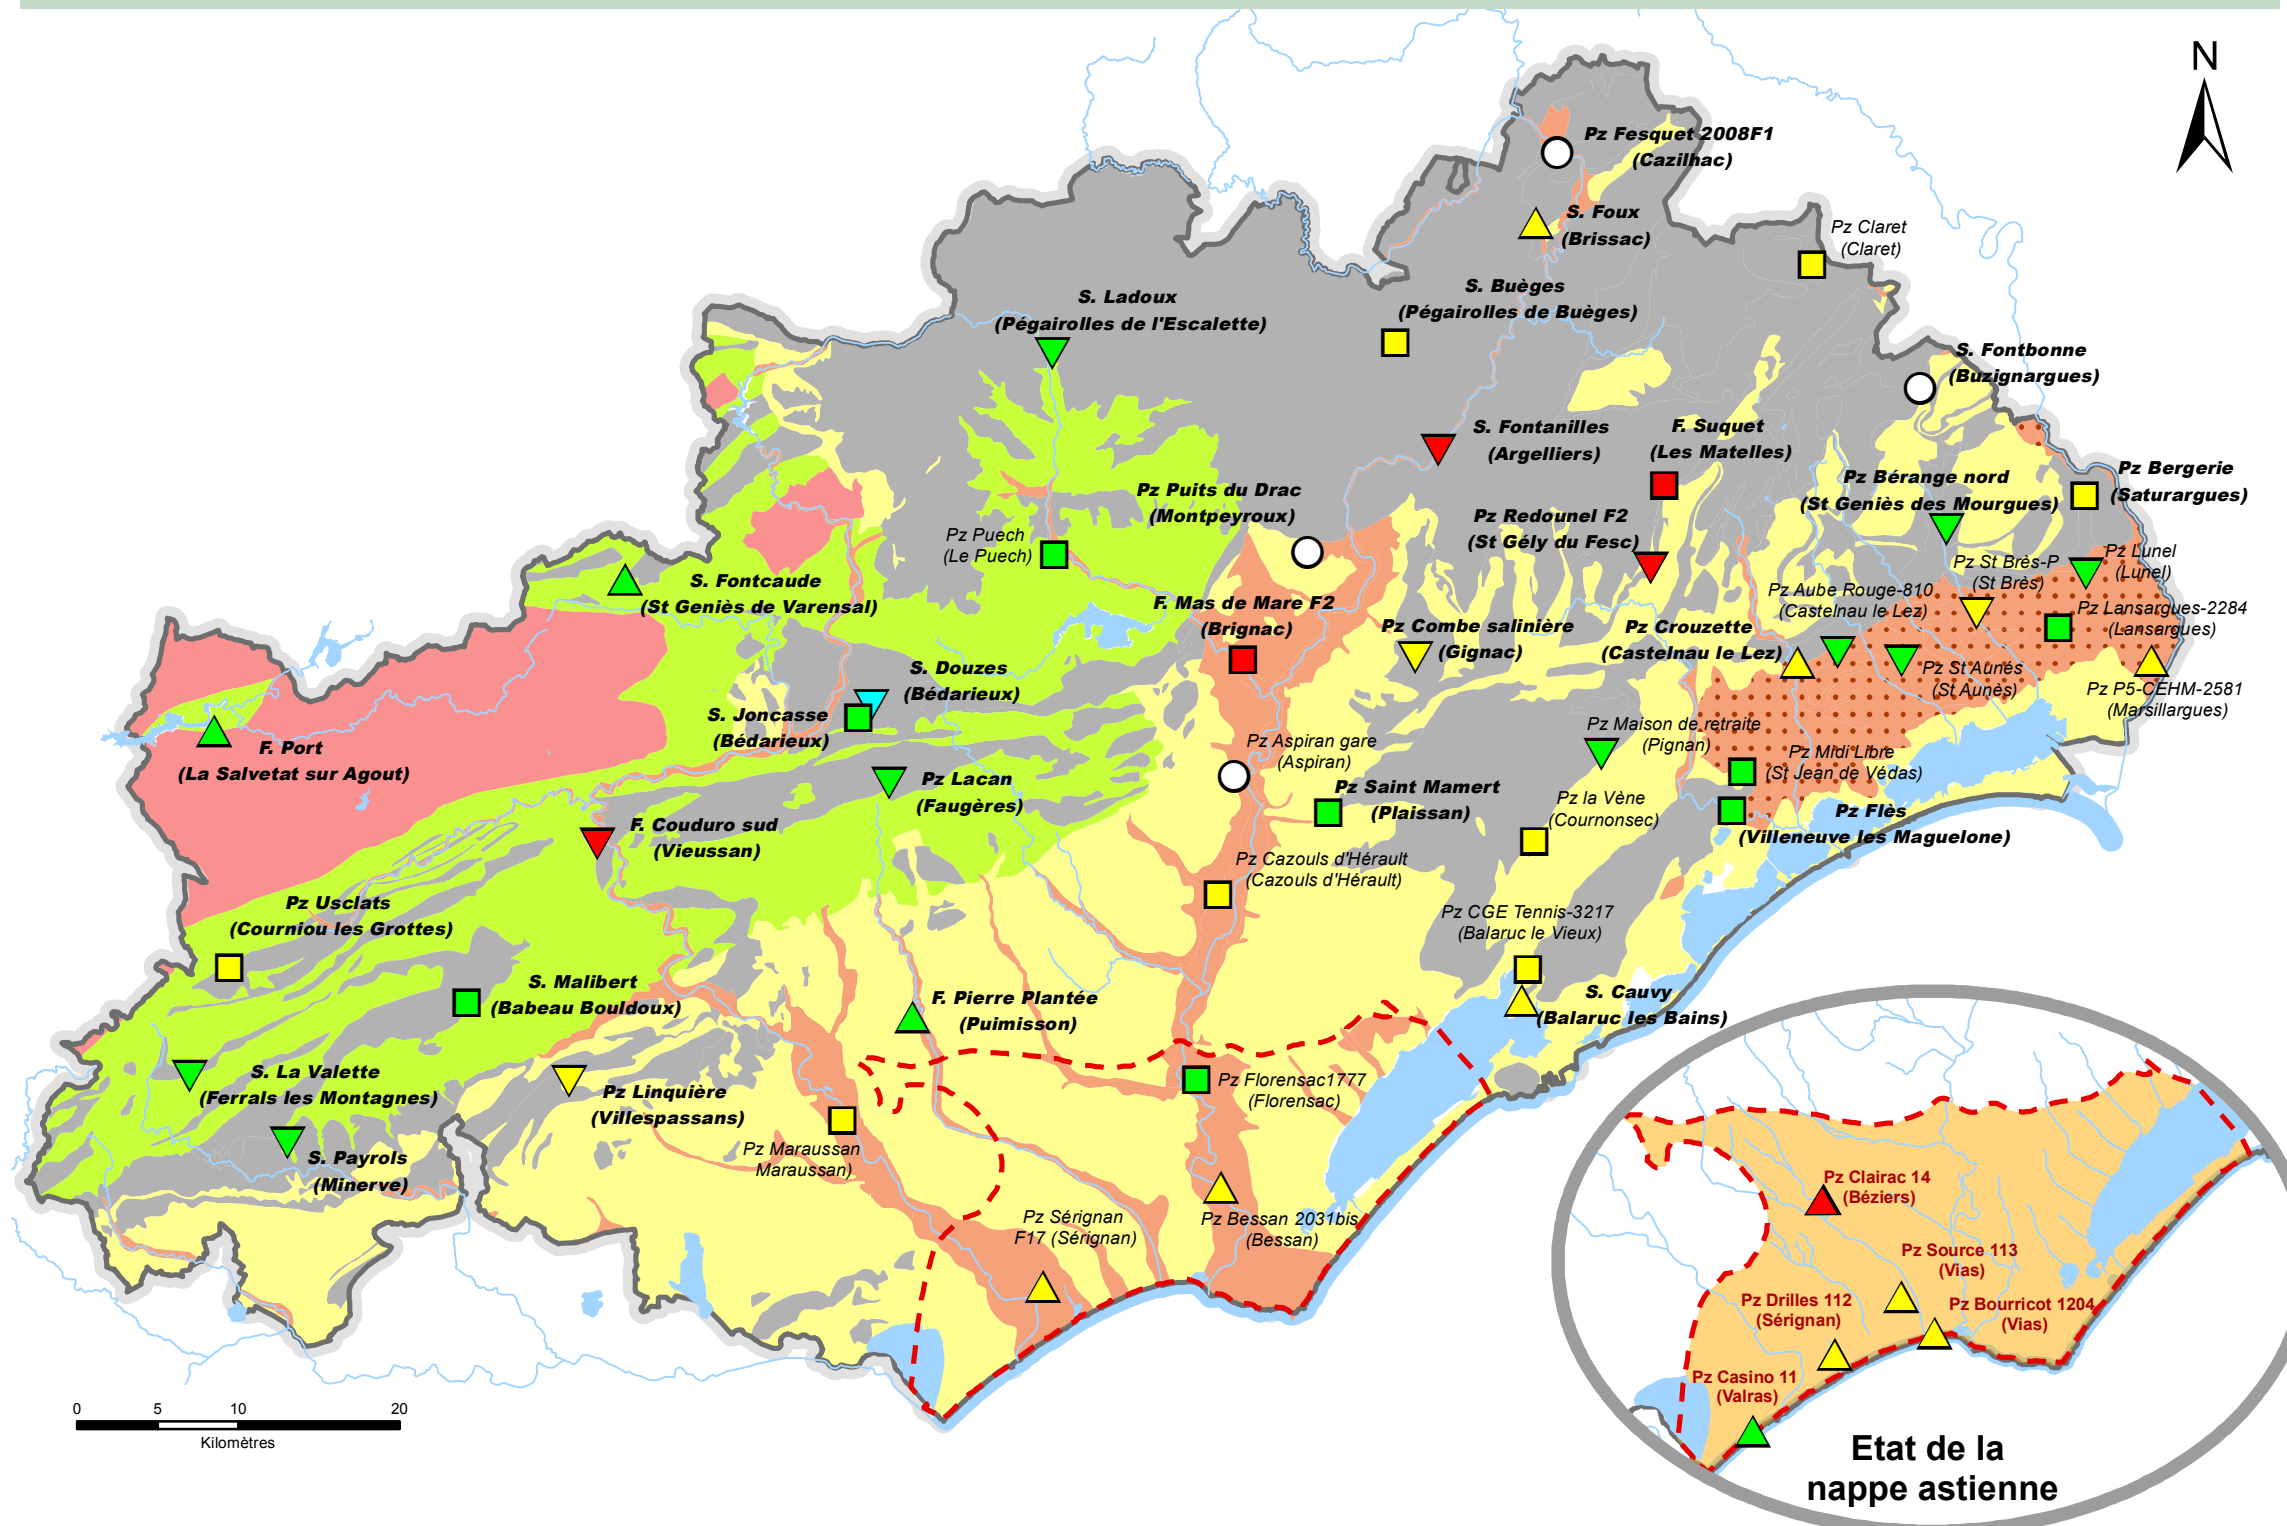 N
Pz Fesquet 2008F1
(Cazilhac)
S. Foux
(Brissac)
Pz Claret
(Claret)
S. Buèges
(Pégairolles de Buèges)
S. Ladoux
(Pégairolles de l'Escalette)
S. Fontbonne
(Buzignargues)
S. Fontanilles
(Argelliers)
F. Suquet
(Les Matelles)
Pz Bérange nord
(St Geniès des Mourgues)
Pz Bergerie
(Saturargues)
Pz Puits du Drac
(Montpeyroux)
Pz Redounel F2
(St Gély du Fesc)
Pz Puech
(Le Puech)
Pz St Brès-P
(St Brès)
Pz Lunel
(Lunel)
S. Fontcaude
(St Geniès de Varensal)
Pz Aube Rouge-810
(Castelnau le Lez)
F. Mas de Mare F2
(Brignac)
Pz Lansargues-2284
(Lansargues)
Pz Combe salinière
(Gignac)
Pz Crouzette
(Castelnau le Lez)
S. Douzes
(Bédarieux)
Pz St Aunés
(St Aunès)
Pz P5-CEHM-2581
(Marsillargues)
S. Joncasse
(Bédarieux)
Pz Maison de retraite
(Pignan)
F. Port
(La Salvetat sur Agout)
Pz Aspiran gare
(Aspiran)
Pz Midi Libre
(St Jean de Védas)
Pz Lacan
(Faugères)
Pz Saint Mamert
(Plaissan)
Pz la Vène
(Cournonsec)
Pz Flès
(Villeneuve les Maguelone)
F. Couduro sud
(Vieussan)
Pz Cazouls d'Hérault
(Cazouls d'Hérault)
Pz Usclats
(Courniou les Grottes)
Pz CGE Tennis-3217
(Balaruc le Vieux)
S. Malibert
(Babeau Bouldoux)
S. Cauvy
(Balaruc les Bains)
F. Pierre Plantée
(Puimisson)
S. La Valette
(Ferrals les Montagnes)
Pz Linquière
(Villespassans)
Pz Florensac1777
(Florensac)
S. Payrols
(Minerve)
Pz Maraussan
Maraussan)
Pz Sérignan
F17 (Sérignan)
Pz Bessan 2031bis
(Bessan)
Pz Clairac 14
(Béziers)
Pz Source 113
(Vias)
Pz Drilles 112
(Sérignan)
Pz Bourricot 1204
(Vias)
Pz Casino 11
(Valras)
0 5 10 20
Kilomètres
Etat de la
nappe astienne